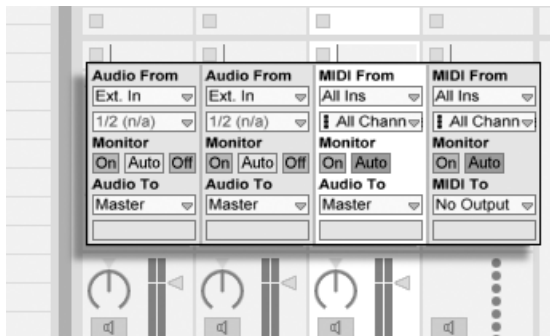 Audio From Audio From MIDI From MIDI From
Ext. In Ext. In All Ins All Ins
1/2 (n/a) 1/2 (n/a) All Chann All Chann
Monitor Monitor Monitor Monitor
On Auto Off On Auto Off On Auto On Auto
Audio To Audio To Audio To MIDI To
Master Master Master No Output